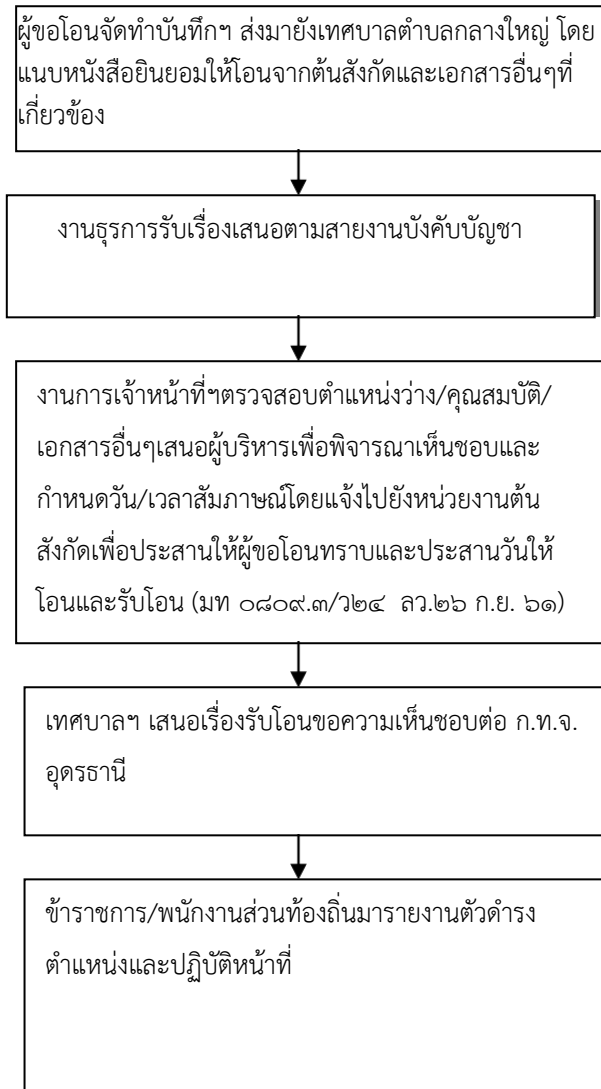 ผู้ขอโอนจัดทำบันทึกฯ ส่งมายังเทศบาลตำบลกลางใหญ่ โดย
แนบหนังสือยินยอมให้โอนจากต้นสังกัดและเอกสารอื่นๆที่
เกี่ยวข้อง
งานธุรการรับเรื่องเสนอตามสายงานบังคับบัญชา
งานการเจ้าหน้าที่ฯตรวจสอบตำแหน่งว่าง/คุณสมบัติ/
เอกสารอื่นๆเสนอผู้บริหารเพื่อพิจารณาเห็นชอบและ
กำหนดวัน/เวลาสัมภาษณ์โดยแจ้งไปยังหน่วยงานต้น
สังกัดเพื่อประสานให้ผู้ขอโอนทราบและประสานวันให้
โอนและรับโอน (มท ๐๘๐๙.๓/ว๒๔ ลว.๒๖ ก.ย. ๖๑)
เทศบาลฯ เสนอเรื่องรับโอนขอความเห็นชอบต่อ ก.ท.จ.
อุดรธานี
ข้าราชการ/พนักงานส่วนท้องถิ่นมารายงานตัวดำรง
ตำแหน่งและปฏิบัติหน้าที่